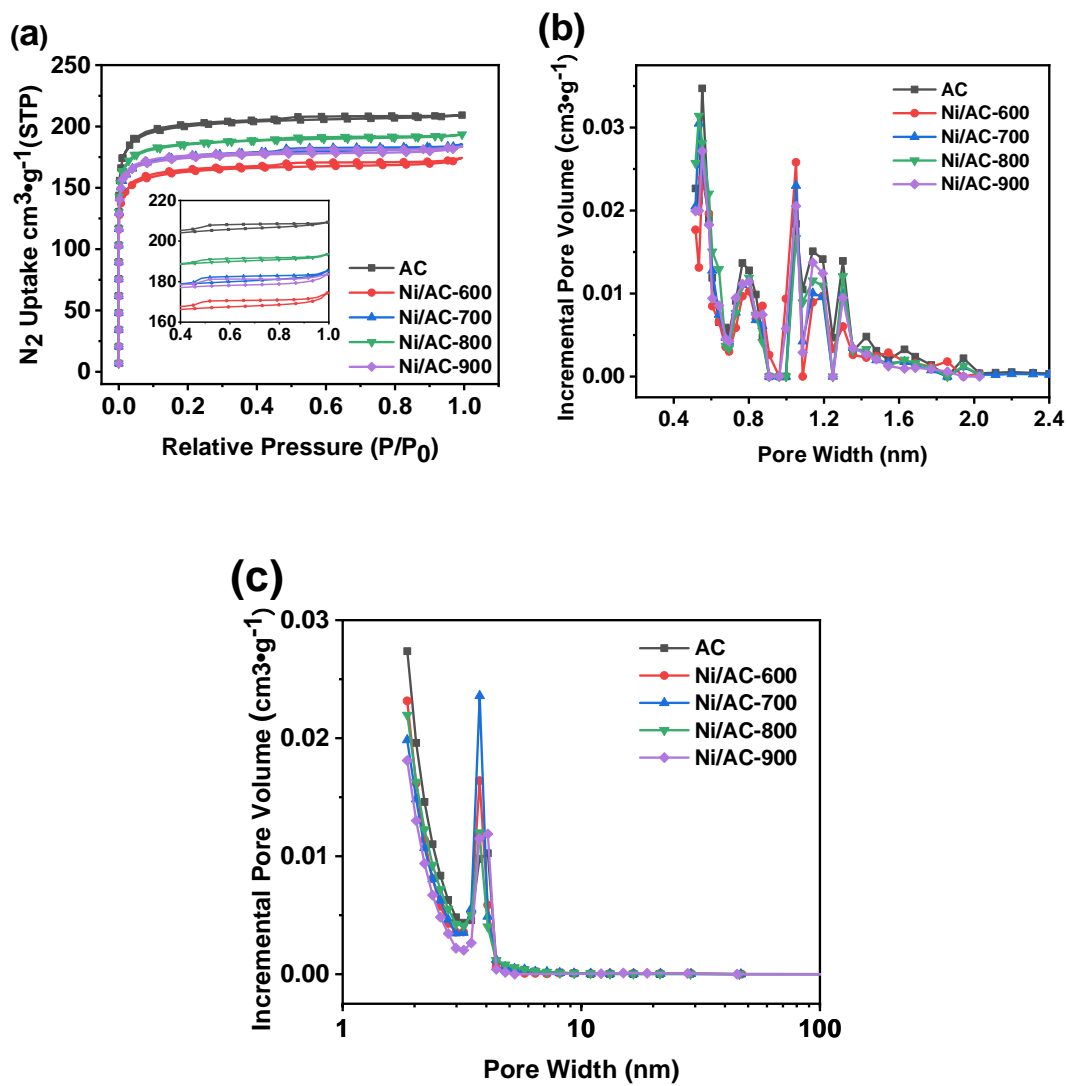 (a)
N2 Uptake cm3•g-1(STP)
250
200
150
100
50
0
0.0 0.2 0.4 0.6 0.8 1.0
Relative Pressure (P/P0)
220
200
180
160
0.4 0.5 0.6 0.7 0.8 0.9 1.0
AC
Ni/AC-600
Ni/AC-700
Ni/AC-800
Ni/AC-900
(b)
Incremental Pore Volume (cm3•g-1)
0.03
0.02
0.01
0.00
0.4 0.8 1.2 1.6 2.0 2.4
Pore Width (nm)
AC
Ni/AC-600
Ni/AC-700
Ni/AC-800
Ni/AC-900
(c)
Incremental Pore Volume (cm3•g-1)
0.03
0.02
0.01
0.00
1 10 100
Pore Width (nm)
AC
Ni/AC-600
Ni/AC-700
Ni/AC-800
Ni/AC-900